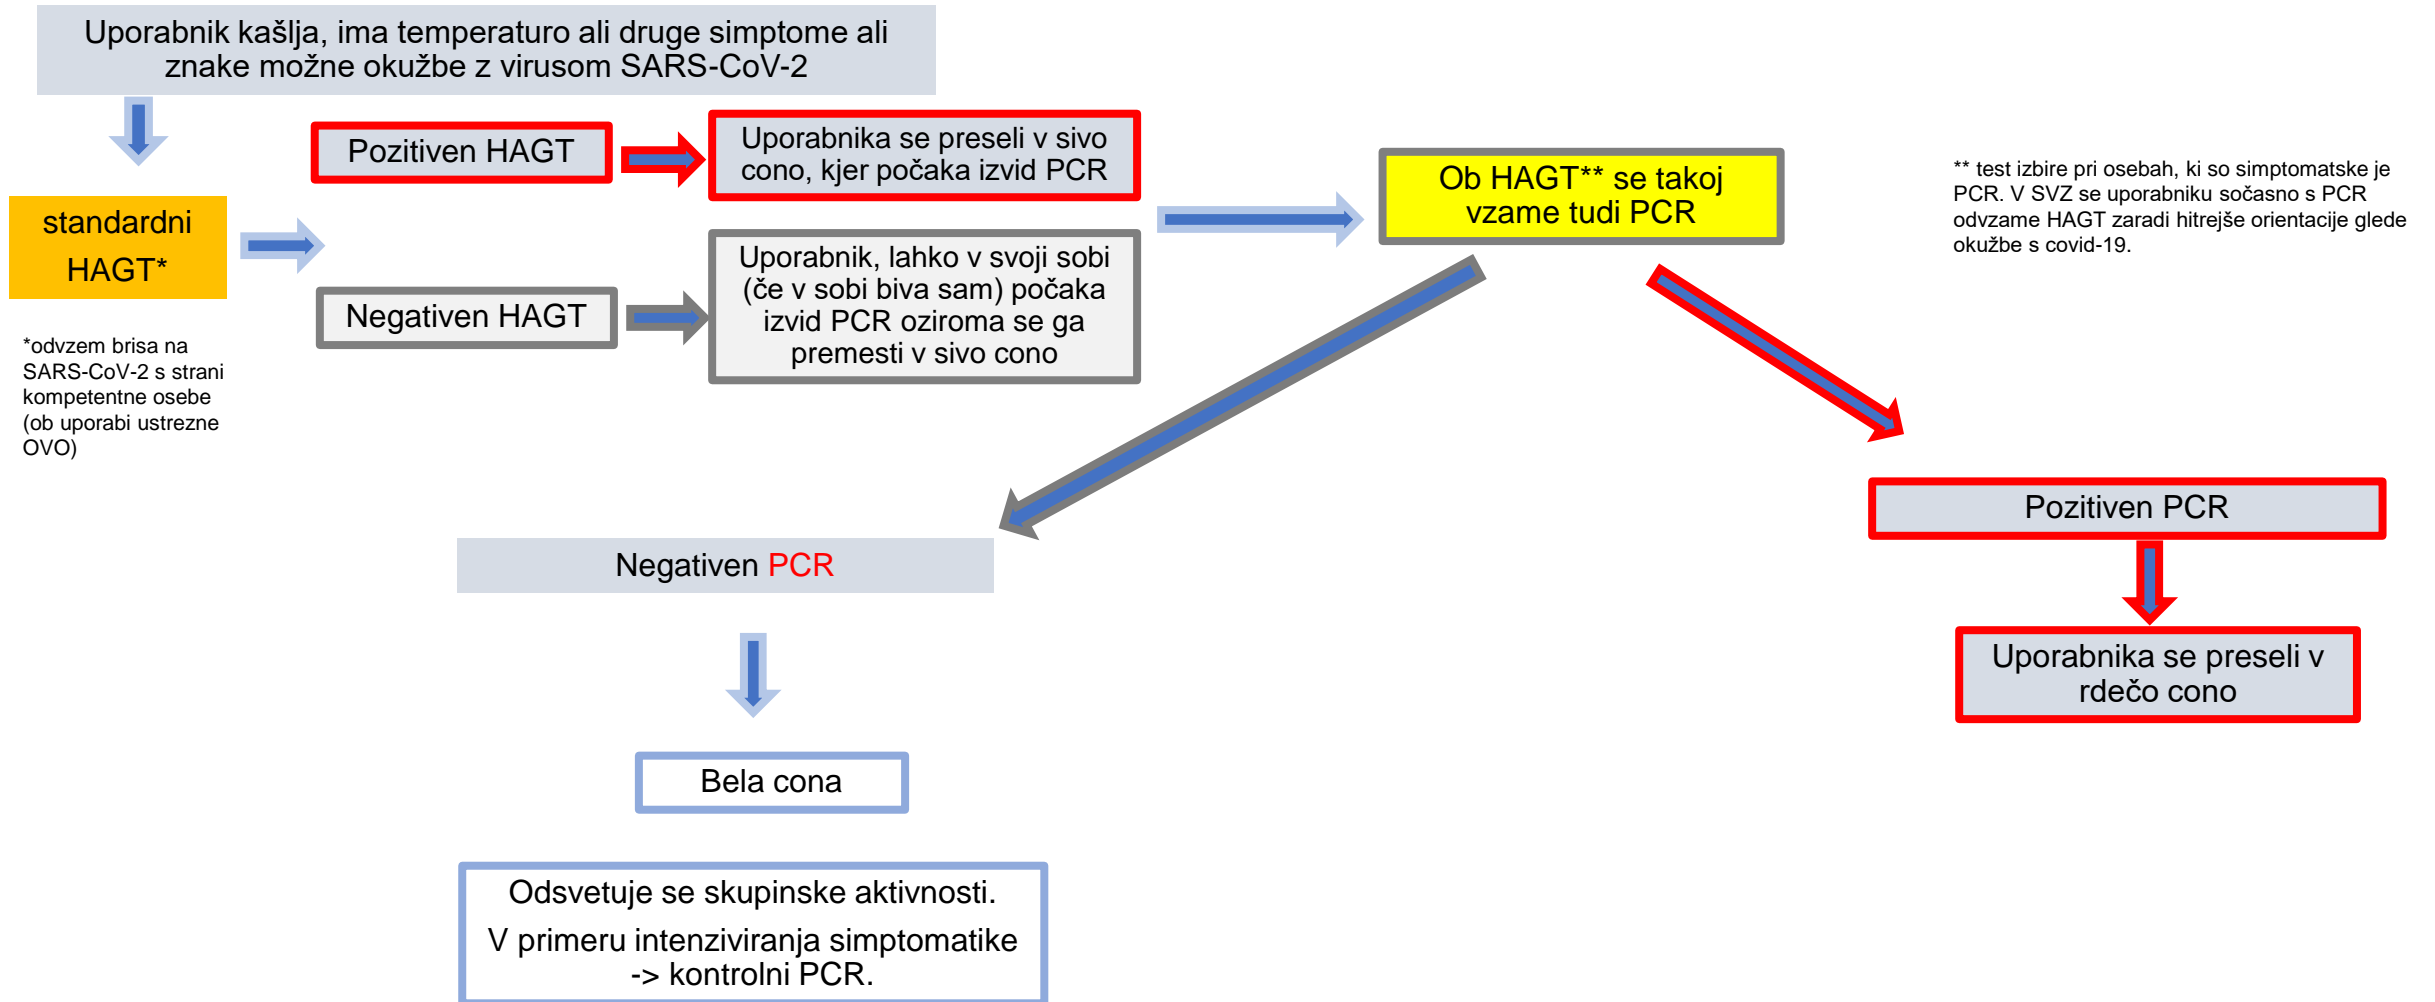 Uporabnik kašlja, ima temperaturo ali druge simptome ali
znake možne okužbe z virusom SARS-CoV-2
standardni
HAGT*
*odvzem brisa na
SARS-CoV-2 s strani
kompetentne osebe
(ob uporabi ustrezne
OVO)
Pozitiven HAGT
Uporabnika se preseli v sivo
cono, kjer počaka izvid PCR
Negativen HAGT
Uporabnik, lahko v svoji sobi
(če v sobi biva sam) počaka
izvid PCR oziroma se ga
premesti v sivo cono
Ob HAGT** se takoj
vzame tudi PCR
** test izbire pri osebah, ki so simptomatske je
PCR. V SVZ se uporabniku sočasno s PCR
odvzame HAGT zaradi hitrejše orientacije glede
okužbe s covid-19.
Negativen PCR
Bela cona
Odsvetuje se skupinske aktivnosti.
V primeru intenziviranja simptomatike
-> kontrolni PCR.
Pozitiven PCR
Uporabnika se preseli v
rdečo cono